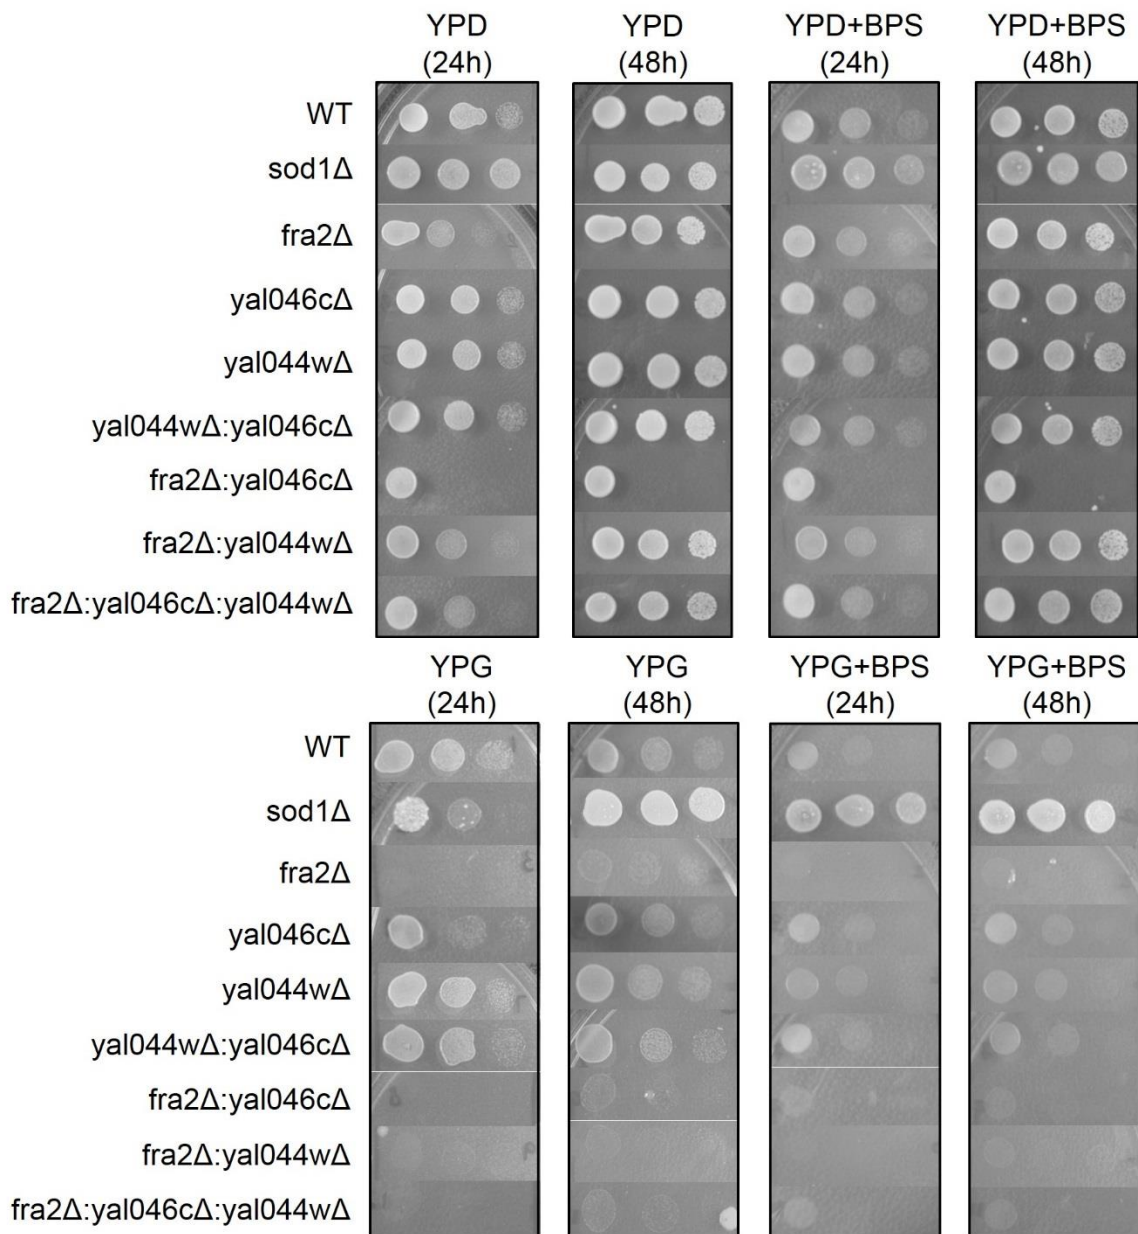 YPD YPD YPD+BPS YPD+BPS
(24h) (48h) (24h) (48h)
WT
sod1Δ
fra2Δ
yal046cΔ
yal044wΔ
yal044wΔ:yal046cΔ
fra2Δ:yal046cΔ
fra2Δ:yal044wΔ
fra2Δ:yal046cΔ:yal044wΔ
YPG YPG YPG+BPS YPG+BPS
(24h) (48h) (24h) (48h)
WT
sod1Δ
fra2Δ
yal046cΔ
yal044wΔ
yal044wΔ:yal046cΔ
fra2Δ:yal046cΔ
fra2Δ:yal044wΔ
fra2Δ:yal046cΔ:yal044wΔ